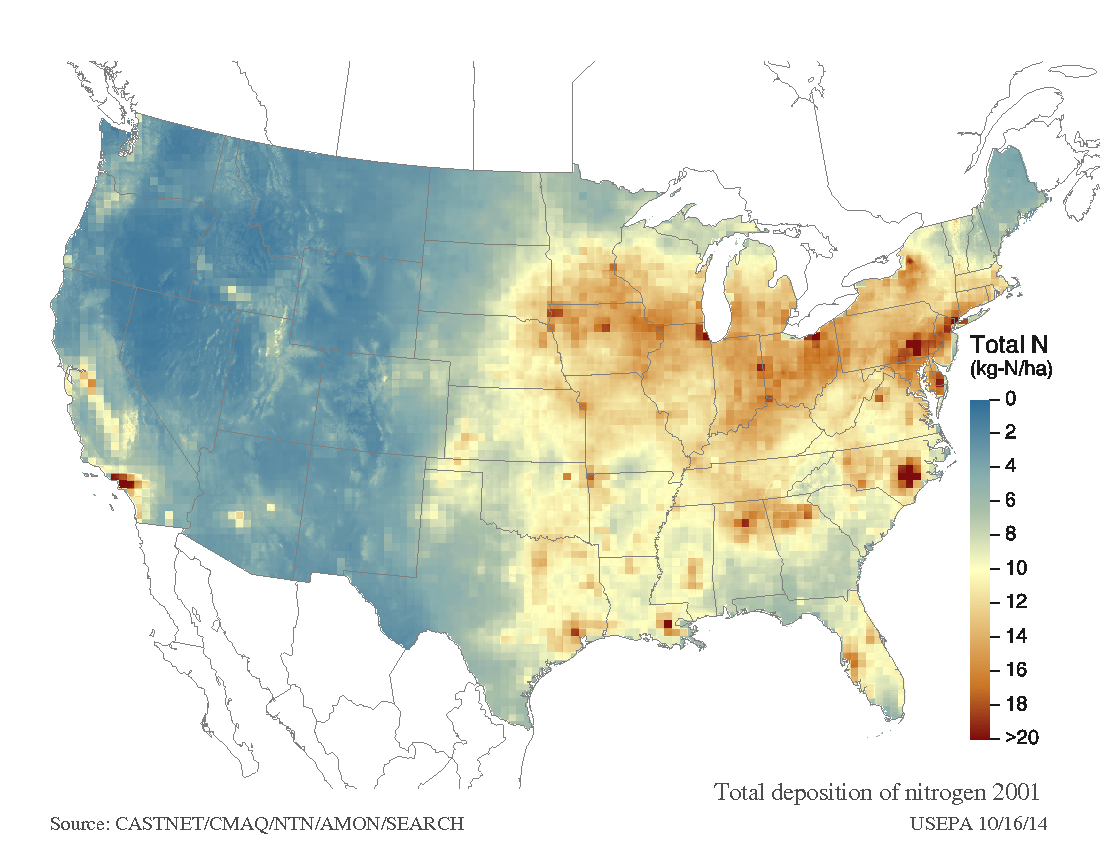 Total N
(kg-N/ha)
0
2
4
6
8
10
12
14
16
18
>20
Total deposition of nitrogen 2001
Source: CASTNET/CMAQ/NTN/AMON/SEARCH
USEPA 10/16/14